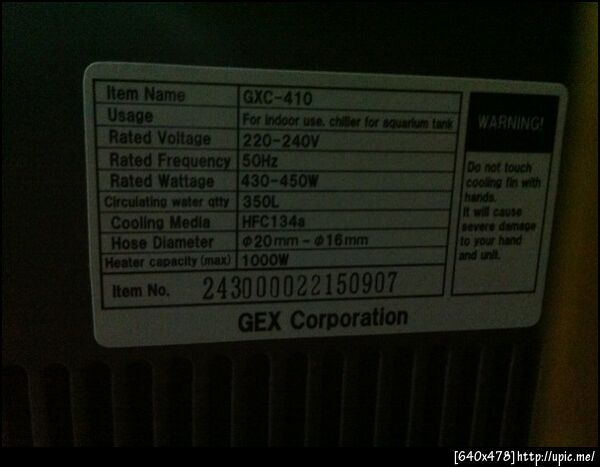 Item Name GXC-410
Usage For indoor use. chiller for squarium tank
Rated Voltage 220-240V
Rated Frequency 50Hz
Rated Wattage 430-450W
Circulating water qtty 350L
Cooling Media HFC134a
Hose Diameter Φ20mm-Φ16mm
Heater capacity (max) 1000W
Item No. 243000022150907
WARNING!
Do not touch
cooling fin with
hands.
It will cause
severe damage
to your hand
and unit.
GEX Corporation
[640x478]http://upic.me/